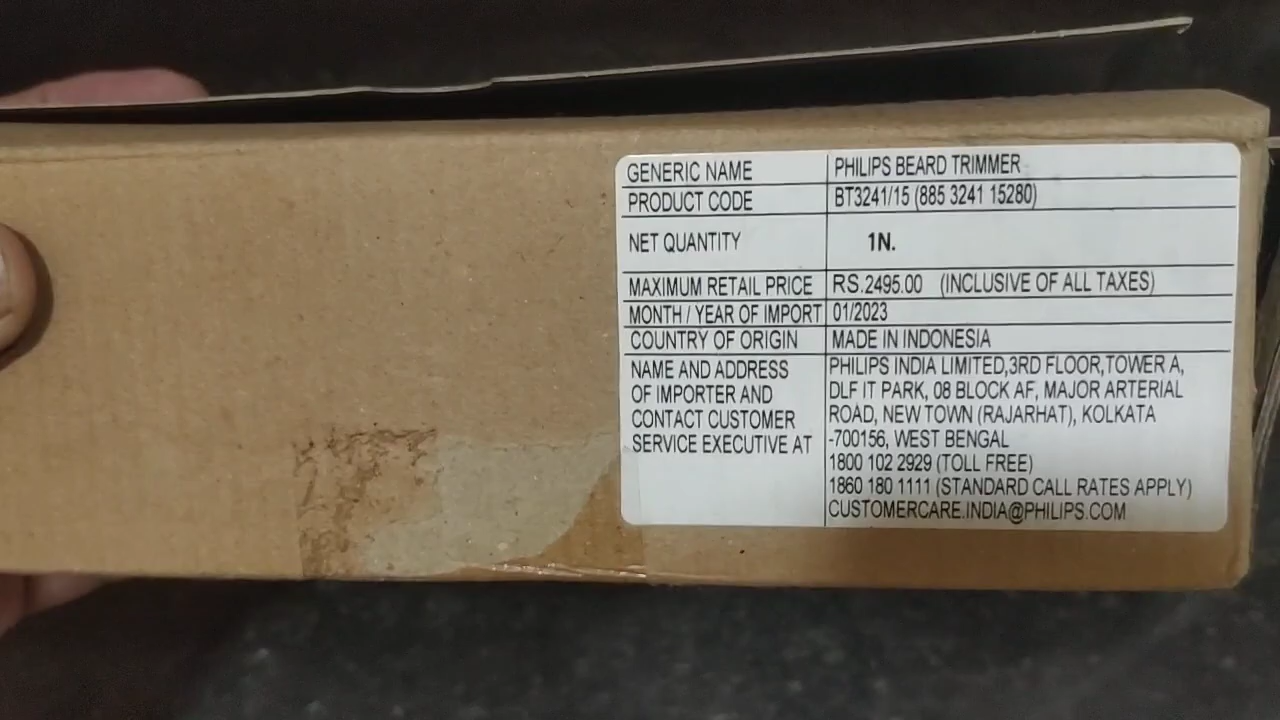 GENERIC NAME PHILIPS BEARD TRIMMER
PRODUCT CODE BT3241/15 (885 3241 15280)
NET QUANTITY 1N.
MAXIMUM RETAIL PRICE RS.2495.00 (INCLUSIVE OF ALL TAXES)
MONTH / YEAR OF IMPORT 01/2023
COUNTRY OF ORIGIN MADE IN INDONESIA
NAME AND ADDRESS
OF IMPORTER AND
CONTACT CUSTOMER
SERVICE EXECUTIVE AT
PHILIPS INDIA LIMITED,3RD FLOOR,TOWER A,
DLF IT PARK, 08 BLOCK AF, MAJOR ARTERIAL
ROAD, NEW TOWN (RAJARHAT), KOLKATA
-700156, WEST BENGAL
1800 102 2929 (TOLL FREE)
1860 180 1111 (STANDARD CALL RATES APPLY)
CUSTOMERCARE.INDIA@PHILIPS.COM